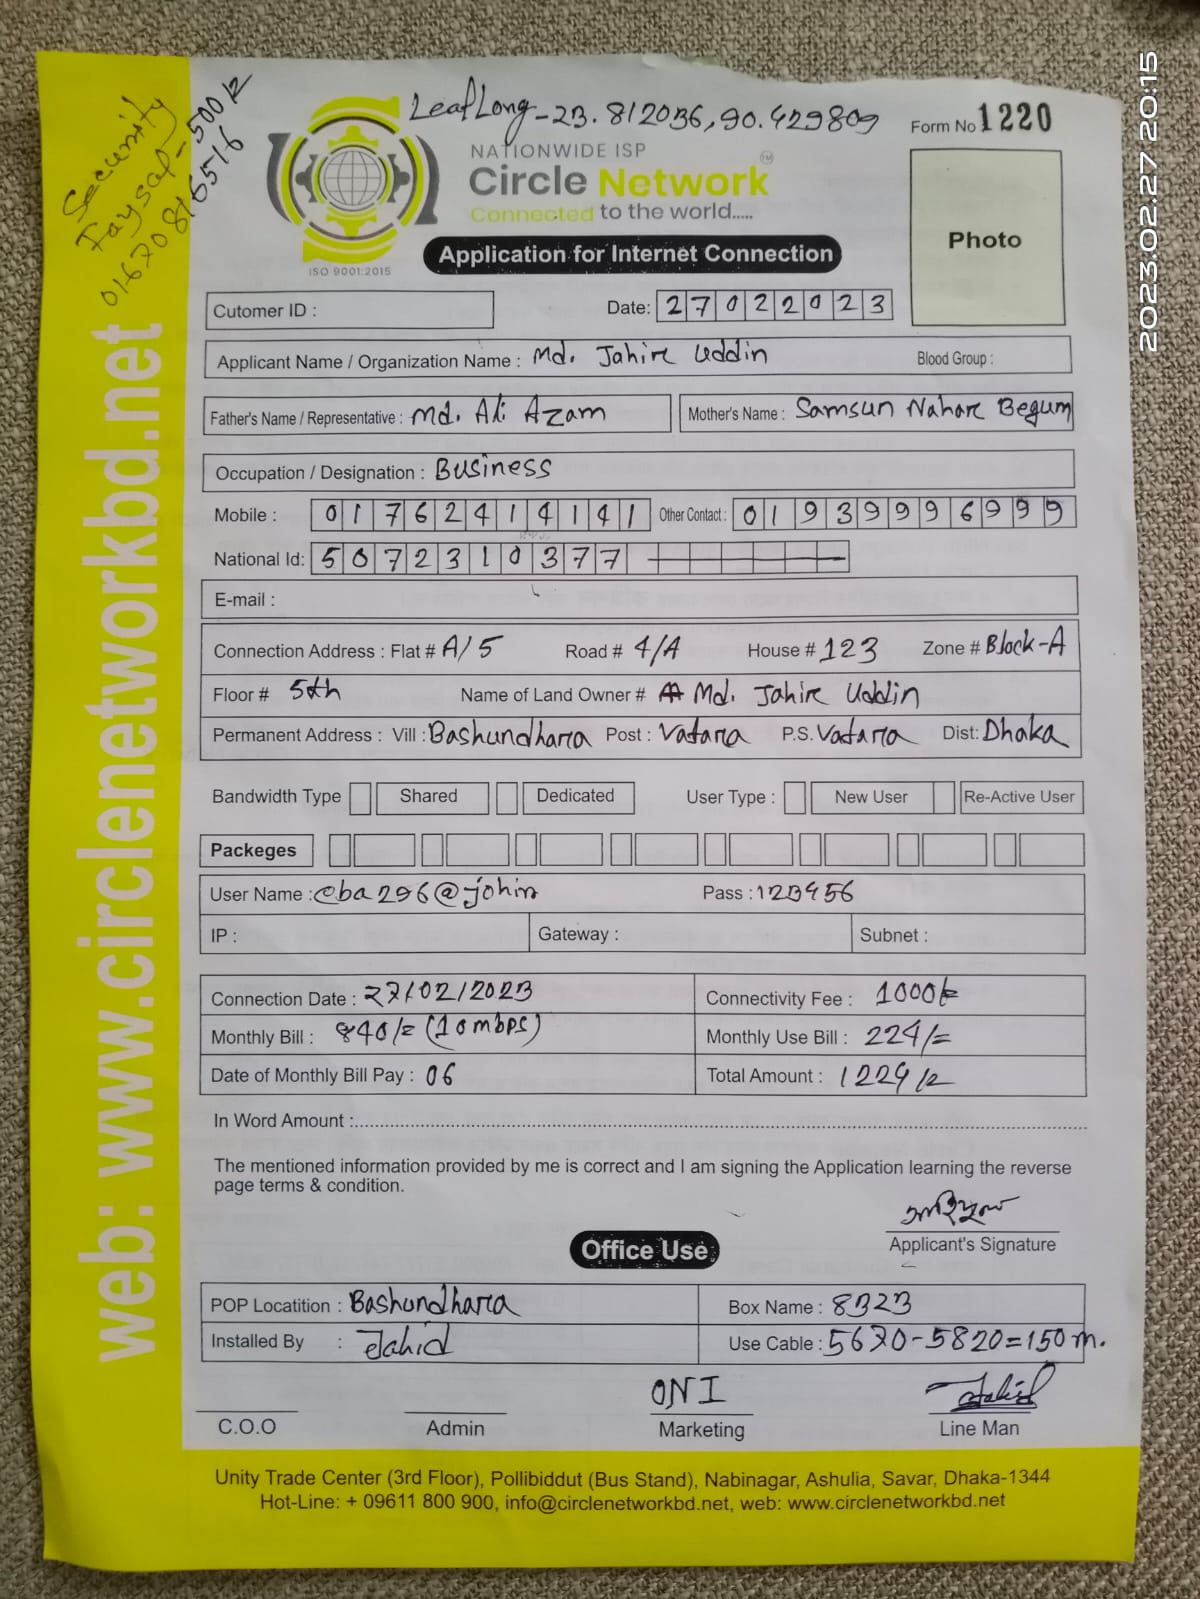 Security
Faysal - 500/=
01620816516
Leaf Long - 23.812036, 90.429809
Form No 1220
NATIONWIDE ISP
Circle Network TM
Connected to the world.....
ISO 9001:2015
Application for Internet Connection
Photo
Cutomer ID :
Date: 27022023
Applicant Name / Organization Name : Md. Jahir Uddin Blood Group :
Father's Name / Representative : Md. Ali Azam Mother's Name : Samsun Nahar Begum
Occupation / Designation : Business
Mobile : 01762414141 Other Contact : 01939996999
National Id: 5072310377
E-mail :
Connection Address : Flat # A/5 Road # 4/A House # 123 Zone # Block-A
Floor # 5th Name of Land Owner # Md. Jahir Uddin
Permanent Address : Vill : Bashundhara Post : Vatara P.S. Vatara Dist: Dhaka
Bandwidth Type Shared Dedicated User Type : New User Re-Active User
Packeges
User Name : cba296@johir Pass : 123456
IP : Gateway : Subnet :
Connection Date : 27/02/2023 Connectivity Fee : 1000/=
Monthly Bill : 840/= (10mbps) Monthly Use Bill : 224/=
Date of Monthly Bill Pay : 06 Total Amount : 1224/=
In Word Amount :
The mentioned information provided by me is correct and I am signing the Application learning the reverse
page terms & condition.
Applicant's Signature
Office Use
POP Locatition : Bashundhara Box Name : 8323
Installed By : Jahid Use Cable : 5670-5820=150 m.
ONI Jahid
C.O.O Admin Marketing Line Man
Unity Trade Center (3rd Floor), Pollibiddut (Bus Stand), Nabinagar, Ashulia, Savar, Dhaka-1344
Hot-Line: + 09611 800 900, info@circlenetworkbd.net, web: www.circlenetworkbd.net
web: www.circlenetworkbd.net
2023.02.27 20:15